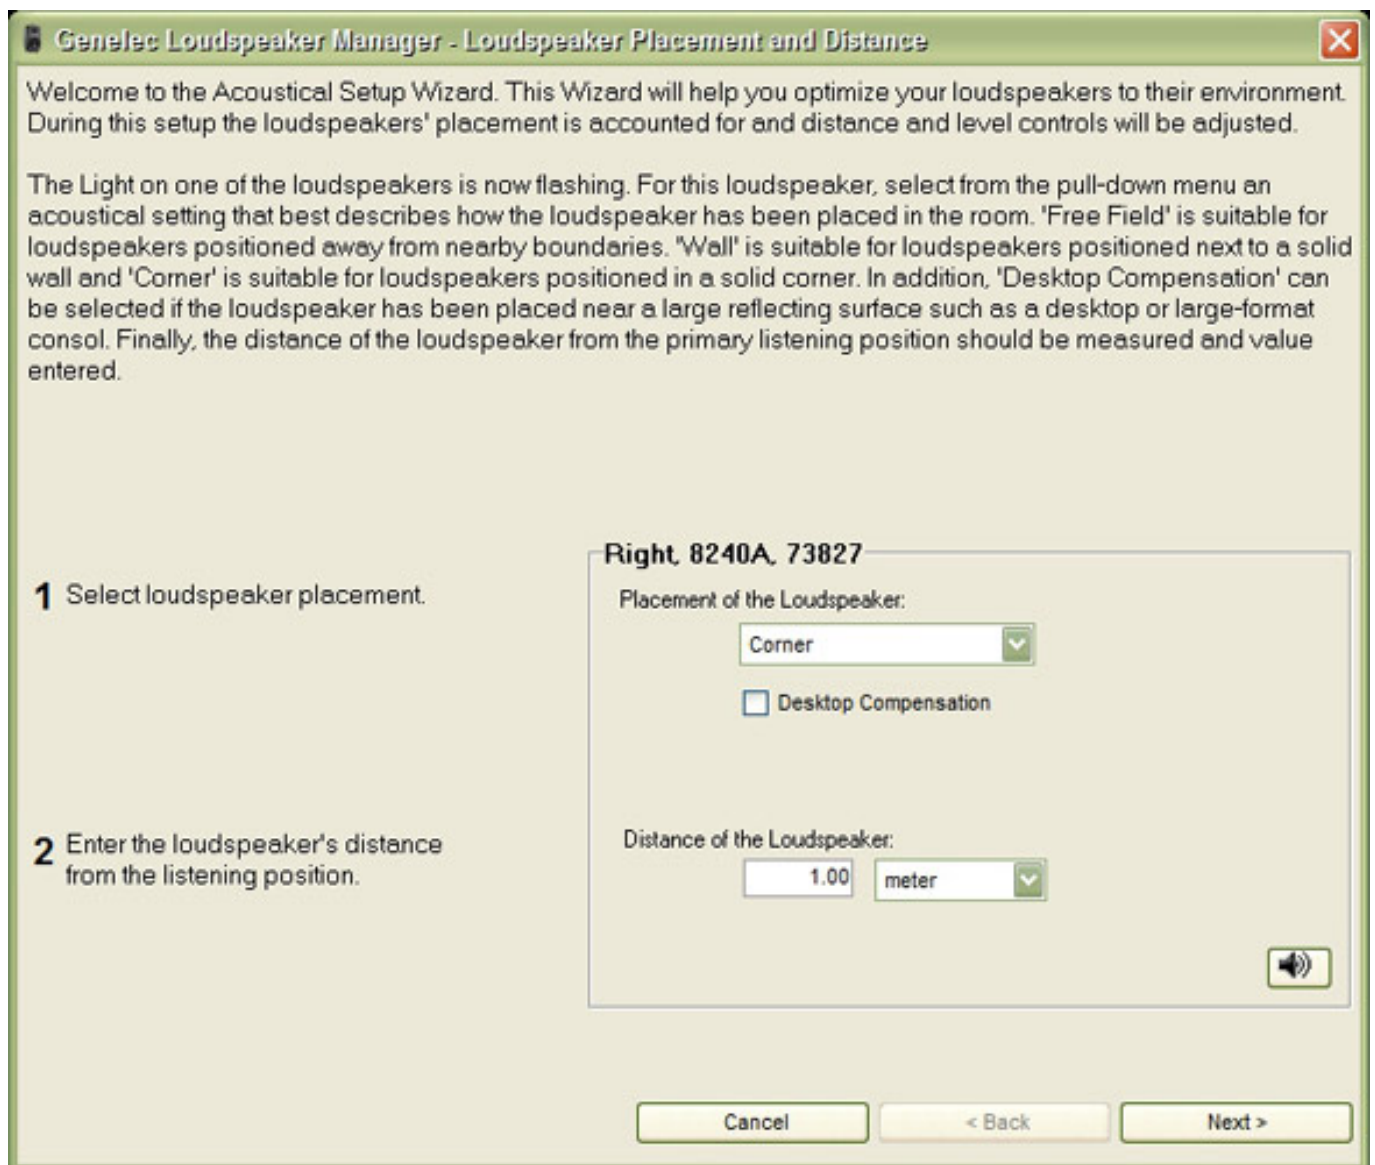 Genelec Loudspeaker Manager - Loudspeaker Placement and Distance
Welcome to the Acoustical Setup Wizard. This Wizard will help you optimize your loudspeakers to their environment.
During this setup the loudspeakers' placement is accounted for and distance and level controls will be adjusted.
The Light on one of the loudspeakers is now flashing. For this loudspeaker, select from the pull-down menu an
acoustical setting that best describes how the loudspeaker has been placed in the room. 'Free Field' is suitable for
loudspeakers positioned away from nearby boundaries. 'Wall' is suitable for loudspeakers positioned next to a solid
wall and 'Corner' is suitable for loudspeakers positioned in a solid corner. In addition, 'Desktop Compensation' can
be selected if the loudspeaker has been placed near a large reflecting surface such as a desktop or large-format
consol. Finally, the distance of the loudspeaker from the primary listening position should be measured and value
entered.
Right, 8240A, 73827
1 Select loudspeaker placement.
Placement of the Loudspeaker:
Corner
Desktop Compensation
2 Enter the loudspeaker's distance
from the listening position.
Distance of the Loudspeaker:
1.00 meter
Cancel < Back Next >